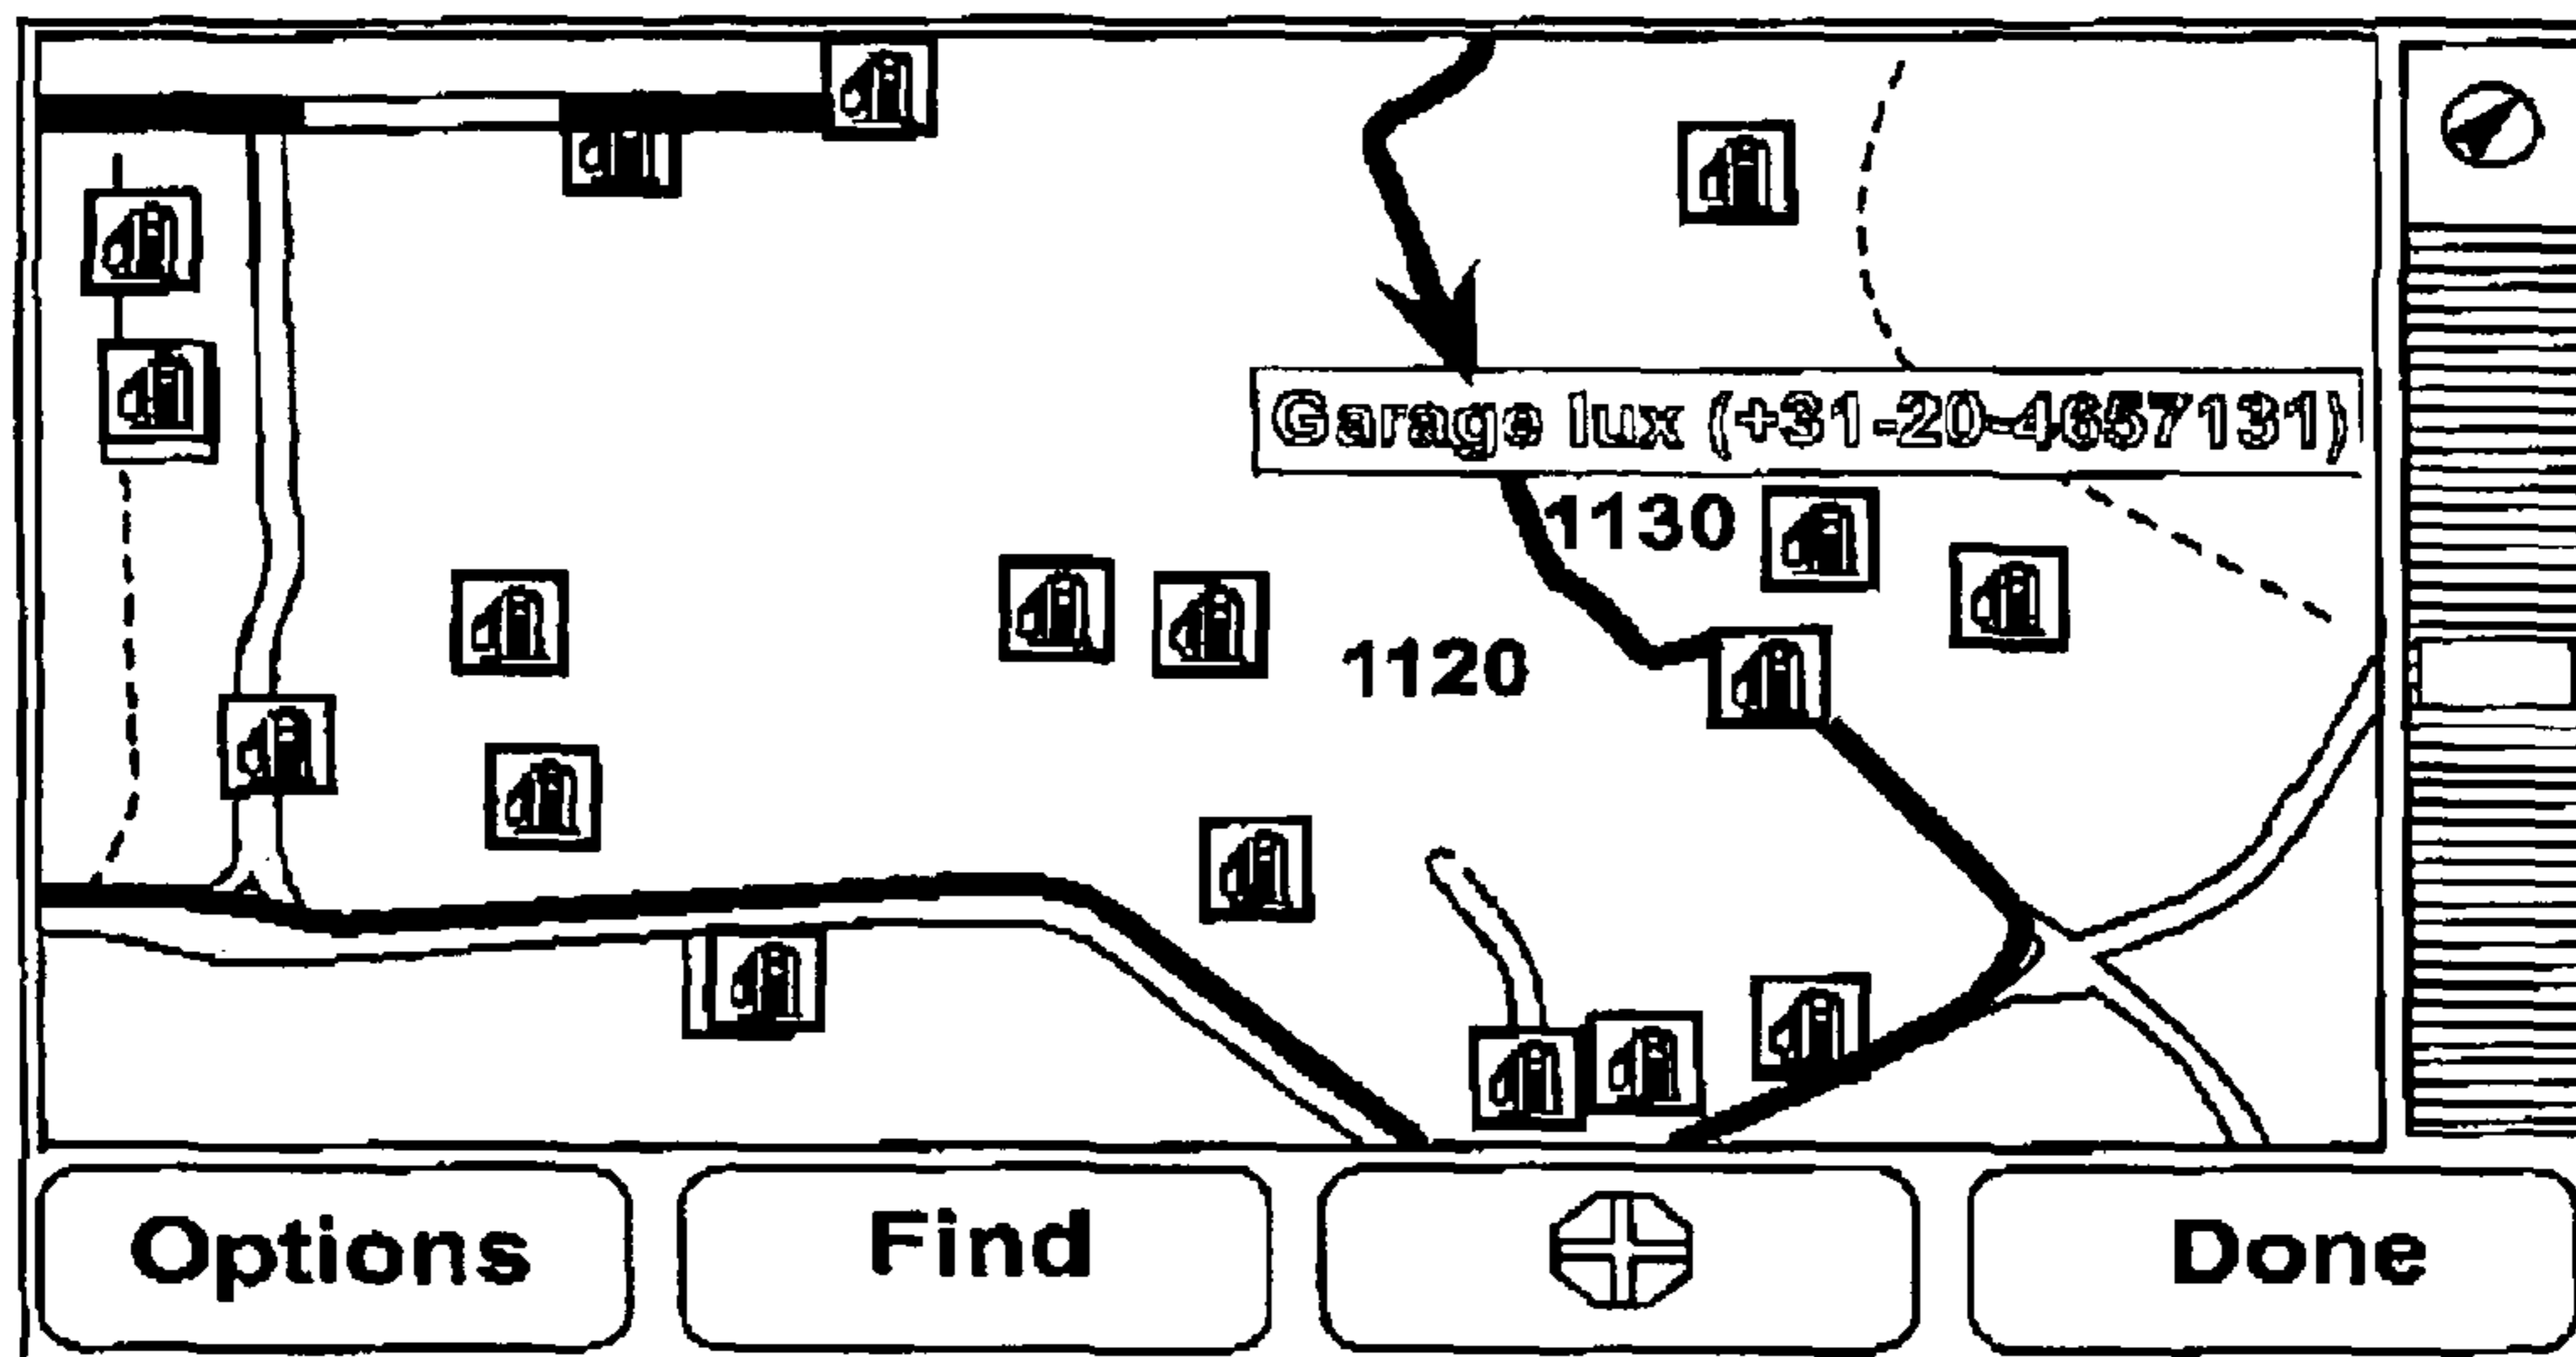 Garage lux (+31-20-4657131)
1130
1120
Options
Find
Done